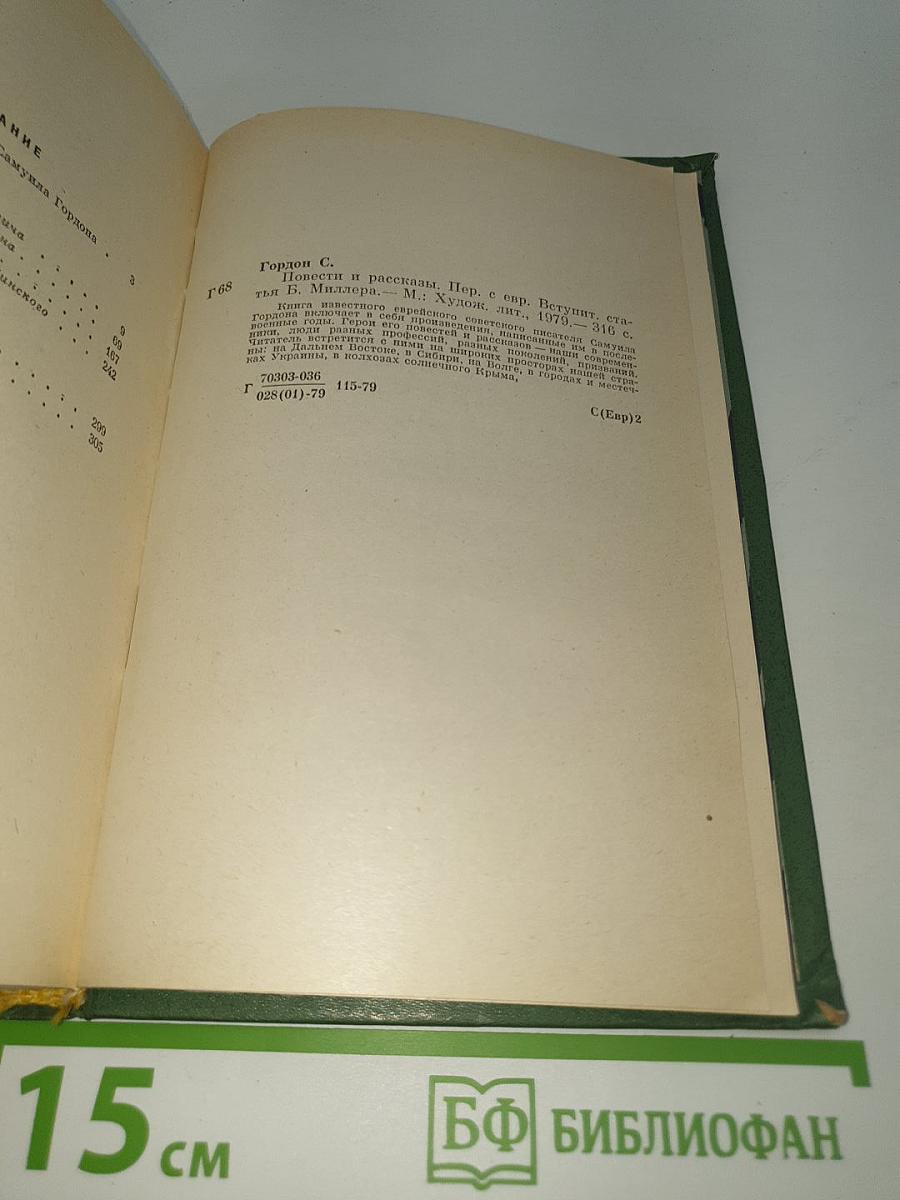 АНИЕ
Самуила Гордона . 3
9
69
167
242
299
305
Гордон С.
Г 68
Повести и рассказы. Пер. с евр. Вступит. ста-
тья Б. Миллера.— М.: Худож. лит., 1979.— 316 с.
Книга известного еврейского советского писателя Самуила
Гордона включает в себя произведения, написанные им в после-
военные годы. Герои его повестей и рассказов — наши современ-
ники, люди разных профессий, разных поколений, призваний.
Читатель встретится с ними на широких просторах нашей стра-
ны: на Дальнем Востоке, в Сибири, на Волге, в городах и местеч-
ках Украины, в колхозах солнечного Крыма,
Г 70303-036
028(01)-79 115-79
С(Евр)2
15 см
БФ БИБЛИОФАН